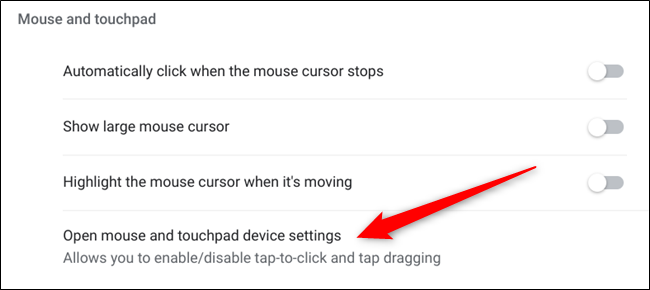 Mouse and touchpad
Automatically click when the mouse cursor stops
Show large mouse cursor
Highlight the mouse cursor when it's moving
Open mouse and touchpad device settings
Allows you to enable/disable tap-to-click and tap dragging